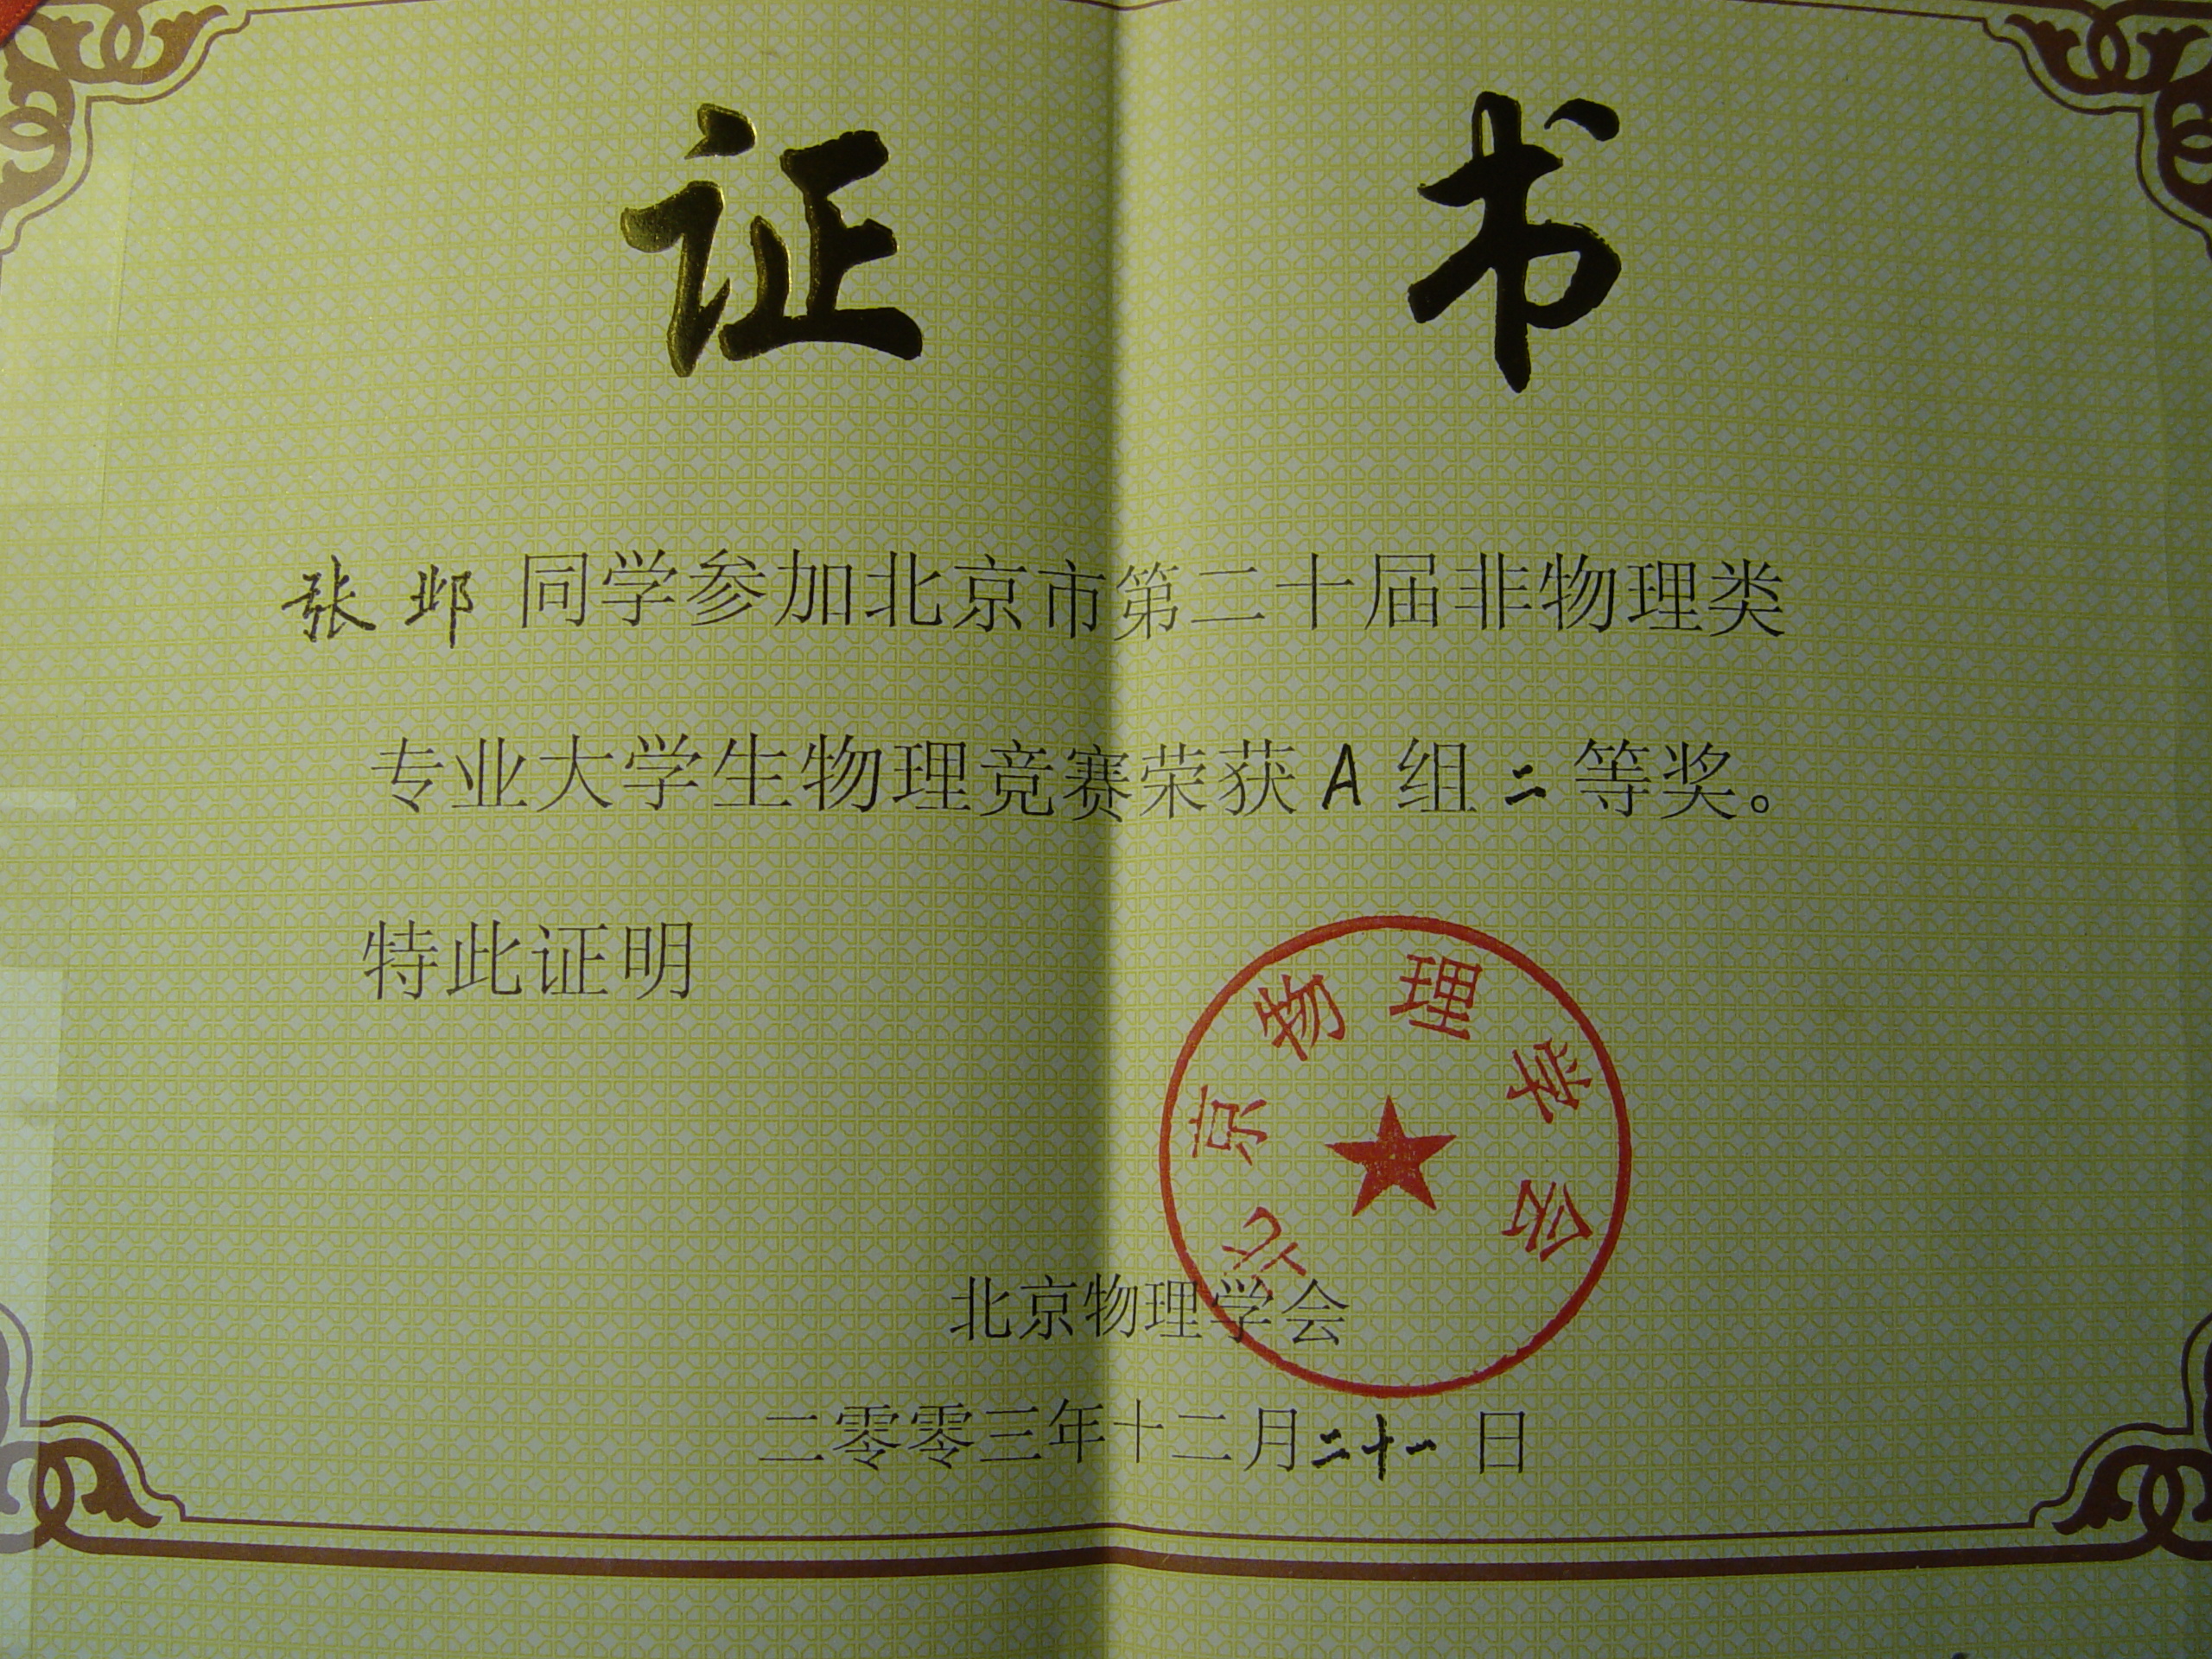 证书
张邺同学参加北京市第二十届非物理类
专业大学生物理竞赛荣获A组二等奖。
特此证明
北京物理学会
北京物理学会
二零零三年十二月二十一日